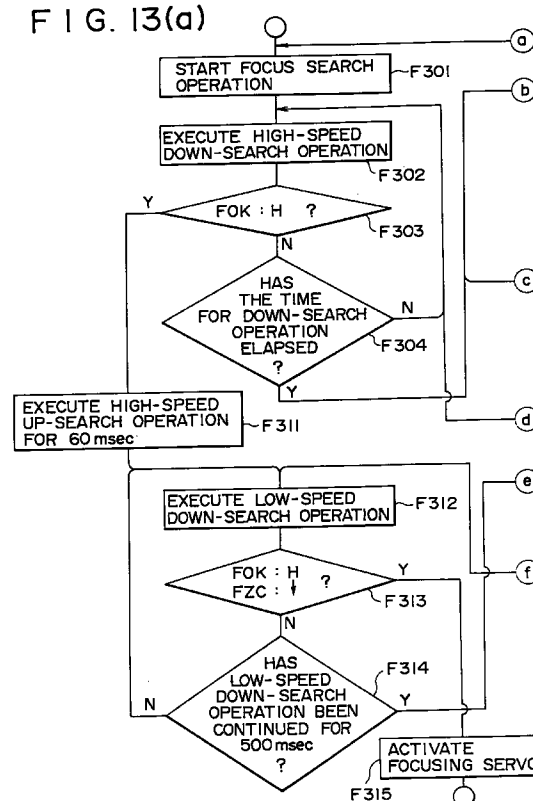 FIG. 13(a)
a
START FOCUS SEARCH
OPERATION
F301
b
EXECUTE HIGH-SPEED
DOWN-SEARCH OPERATION
F302
Y
FOK : H ?
F303
N
HAS
THE TIME
FOR DOWN-SEARCH
OPERATION
ELAPSED
?
N
F304
c
Y
EXECUTE HIGH-SPEED
UP-SEARCH OPERATION
FOR 60 msec
F311
d
EXECUTE LOW-SPEED
DOWN-SEARCH OPERATION
F312
e
FOK : H
FZC : ↓
?
Y
F313
f
N
HAS
LOW-SPEED
DOWN-SEARCH
OPERATION BEEN
CONTINUED FOR
500 msec
?
F314
N
Y
ACTIVATE
FOCUSING SERVO
F315